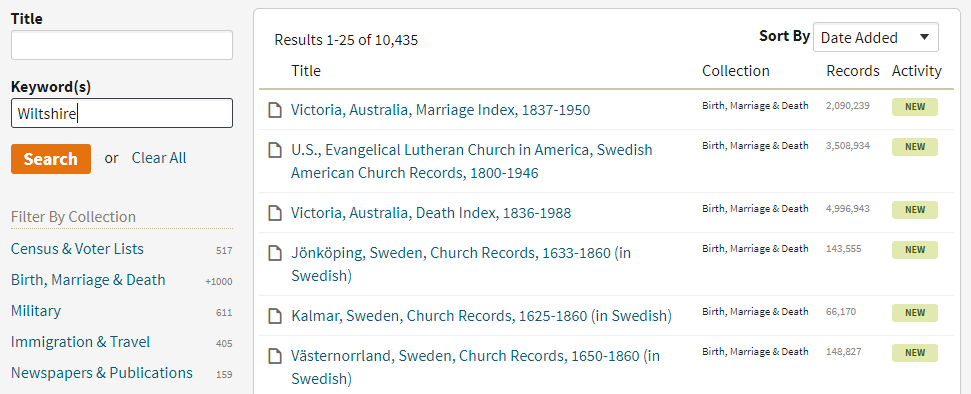 Title
Keyword(s)
Wiltshire
Search or Clear All
Filter By Collection
Census & Voter Lists 517
Birth, Marriage & Death +1000
Military 611
Immigration & Travel 405
Newspapers & Publications 159
Results 1-25 of 10,435
Sort By Date Added
Title Collection Records Activity
Victoria, Australia, Marriage Index, 1837-1950 Birth, Marriage & Death 2,090,239 NEW
U.S., Evangelical Lutheran Church in America, Swedish Birth, Marriage & Death 3,508,934 NEW
American Church Records, 1800-1946
Victoria, Australia, Death Index, 1836-1988 Birth, Marriage & Death 4,996,943 NEW
Jönköping, Sweden, Church Records, 1633-1860 (in Birth, Marriage & Death 143,555 NEW
Swedish)
Kalmar, Sweden, Church Records, 1625-1860 (in Swedish) Birth, Marriage & Death 66,170 NEW
Västernorrland, Sweden, Church Records, 1650-1860 (in Birth, Marriage & Death 148,827 NEW
Swedish)